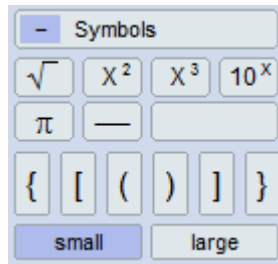 − Symbols
√ X² X³ 10ˣ
π —
{ [ ( ) ] }
small large